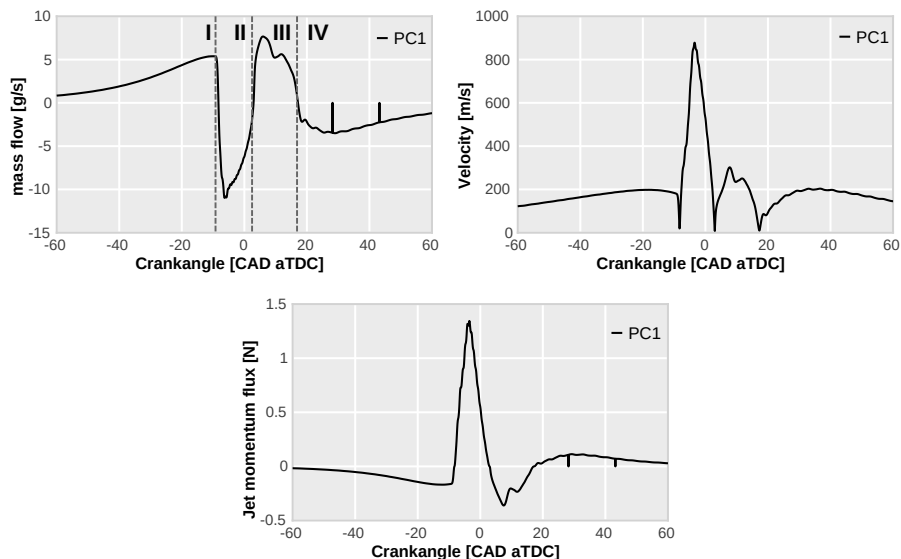 10
5
0
-5
-10
-15
mass flow [g/s]
I II III IV
PC1
-60 -40 -20 0 20 40 60
Crankangle [CAD aTDC]
1000
800
600
400
200
0
Velocity [m/s]
PC1
-60 -40 -20 0 20 40 60
Crankangle [CAD aTDC]
1.5
1
0.5
0
-0.5
Jet momentum flux [N]
PC1
-60 -40 -20 0 20 40 60
Crankangle [CAD aTDC]